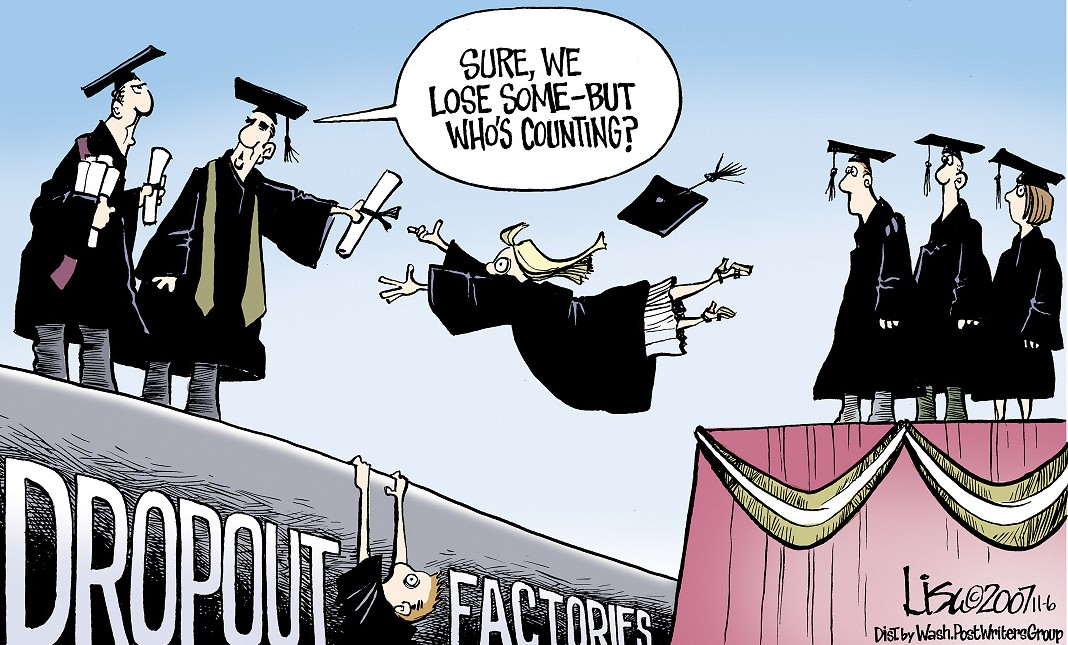 SURE, WE
LOSE SOME-BUT
WHO'S COUNTING?
DROPOUT FACTORIES
Lisa©2007 11-6
DIST. by WASH.POSTWRITERSGROUP